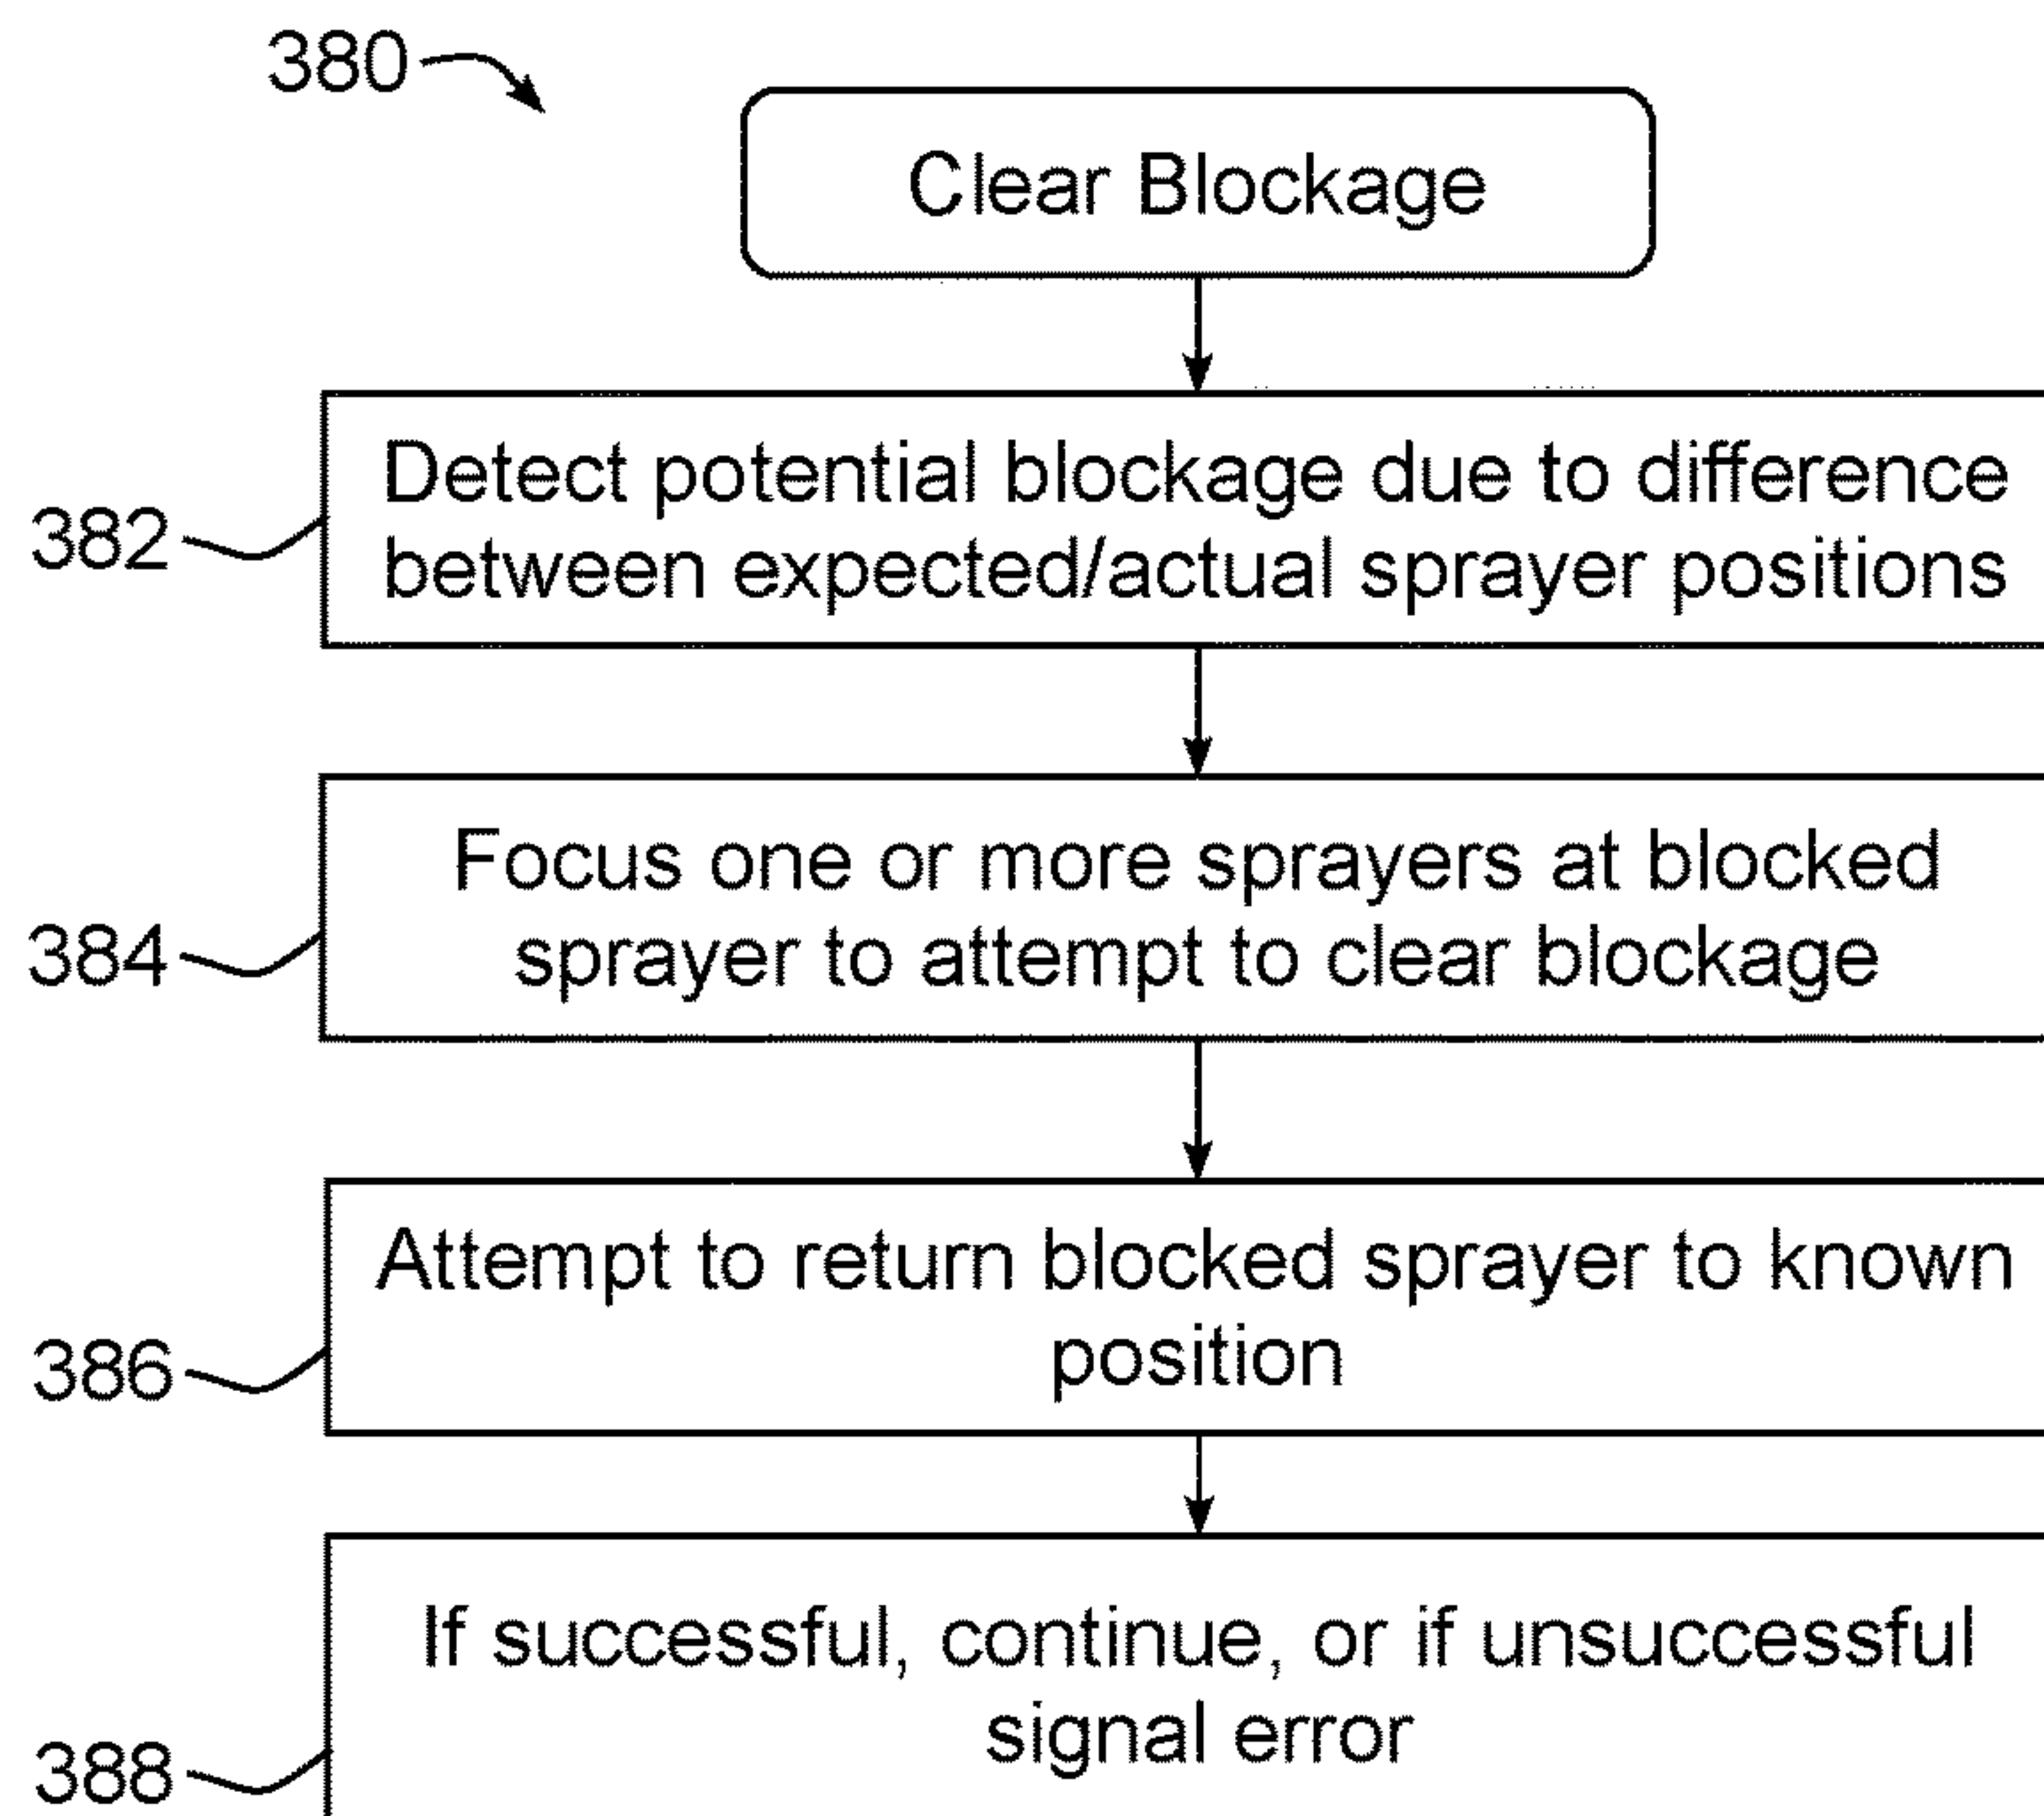 380
Clear Blockage
Detect potential blockage due to difference
between expected/actual sprayer positions
382
Focus one or more sprayers at blocked
sprayer to attempt to clear blockage
384
Attempt to return blocked sprayer to known
position
386
If successful, continue, or if unsuccessful
signal error
388